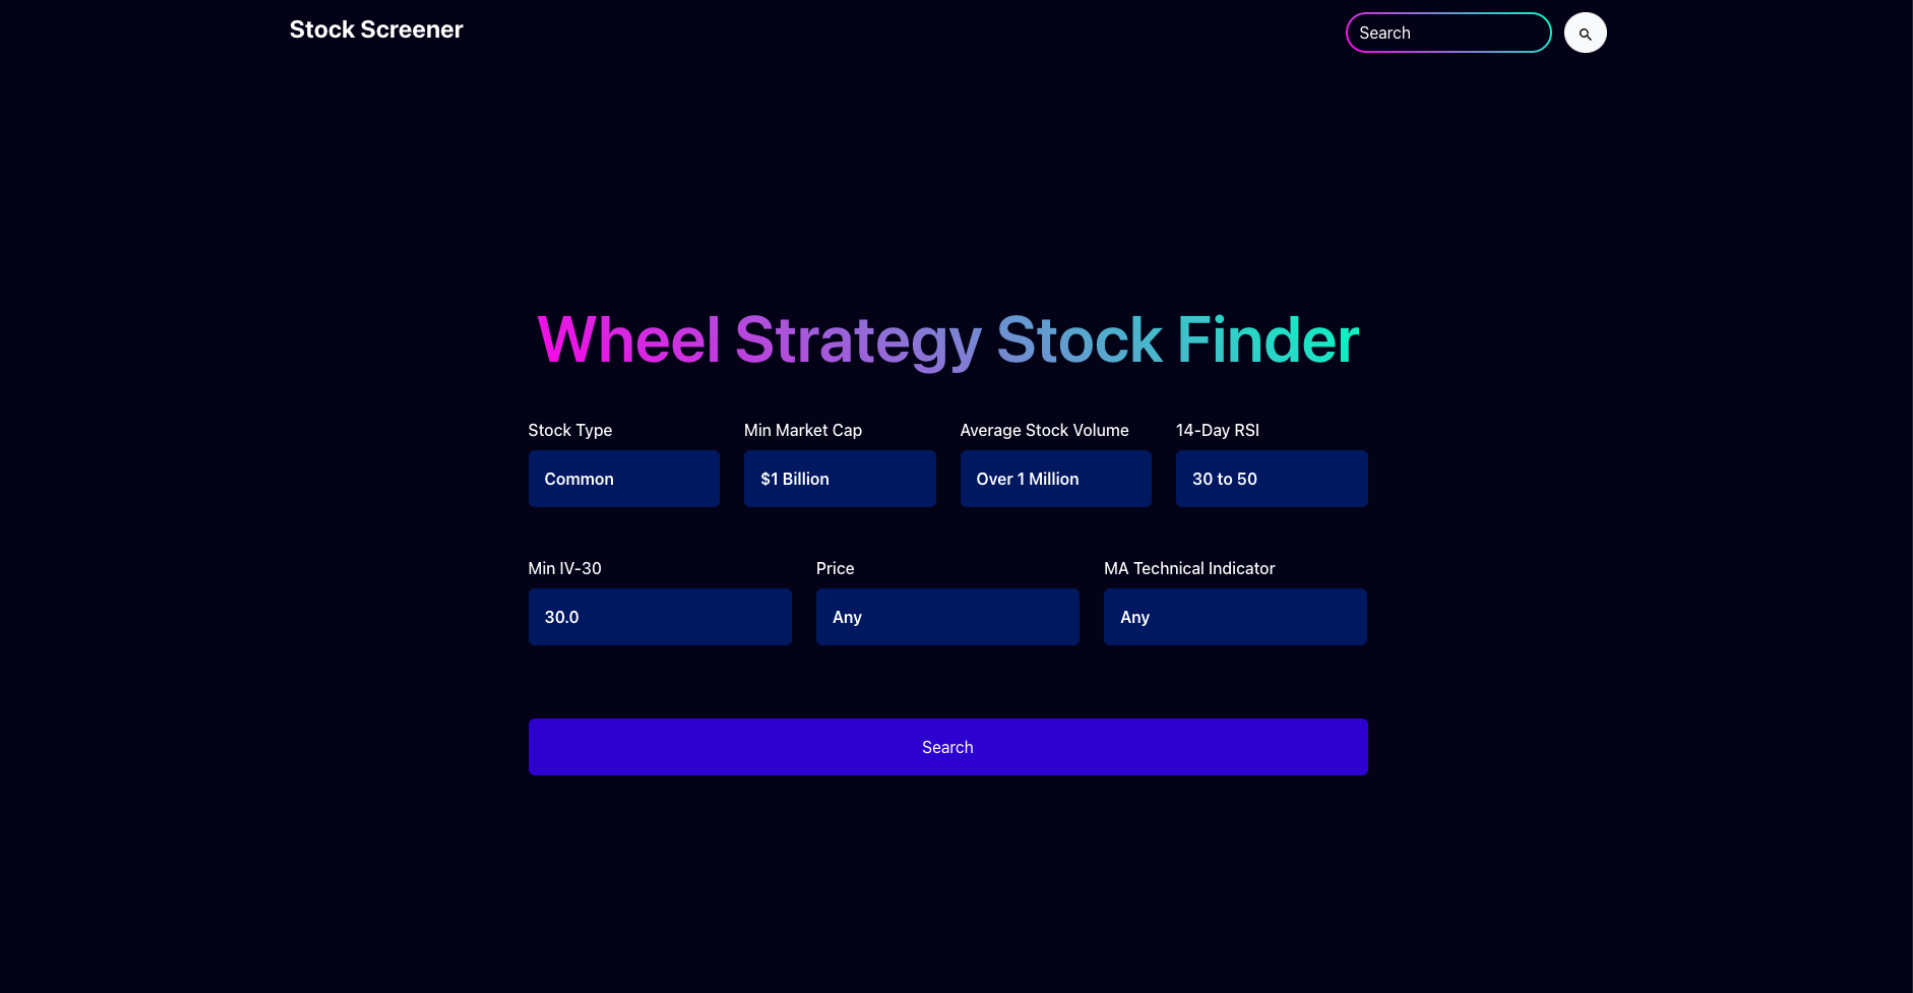 Stock Screener
Search
Wheel Strategy Stock Finder
Stock Type
Min Market Cap
Average Stock Volume
14-Day RSI
Common
$1 Billion
Over 1 Million
30 to 50
Min IV-30
Price
MA Technical Indicator
30.0
Any
Any
Search